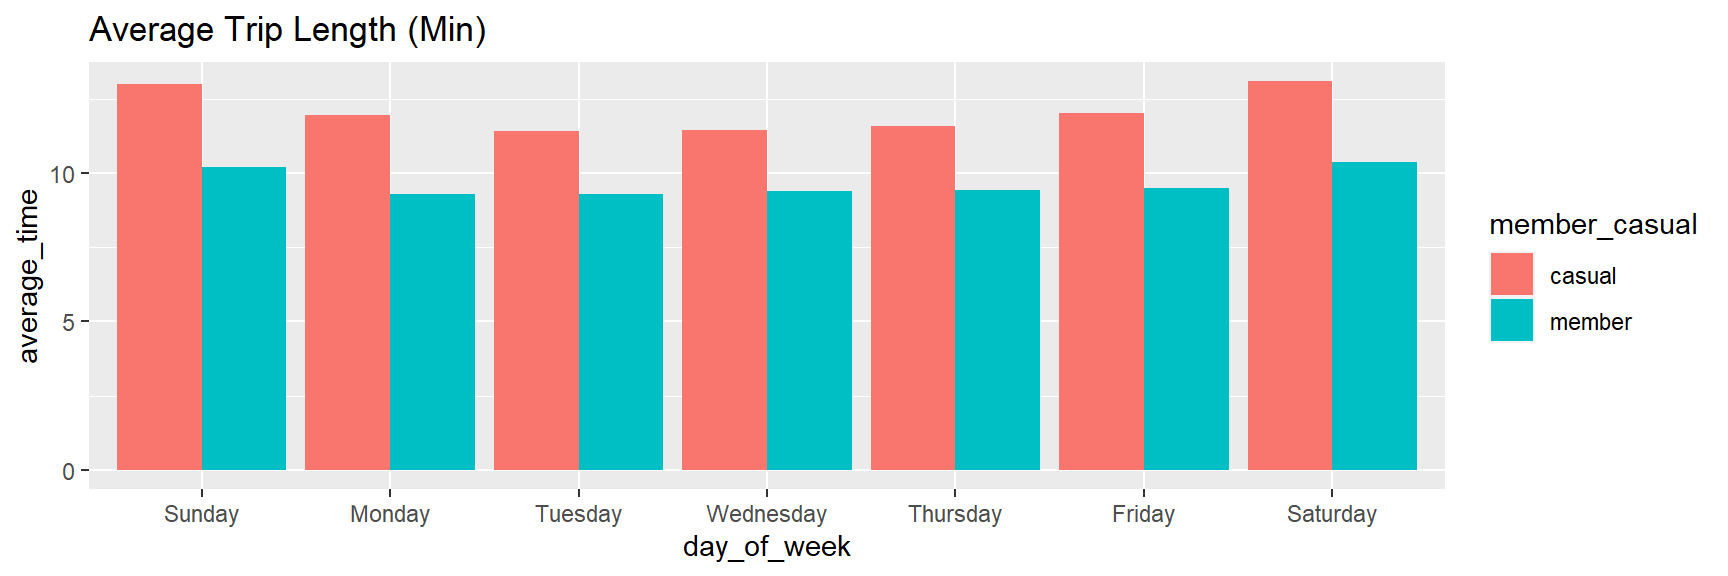 Average Trip Length (Min)
average_time
10
5
0
Sunday Monday Tuesday Wednesday Thursday Friday Saturday
day_of_week
member_casual
casual
member